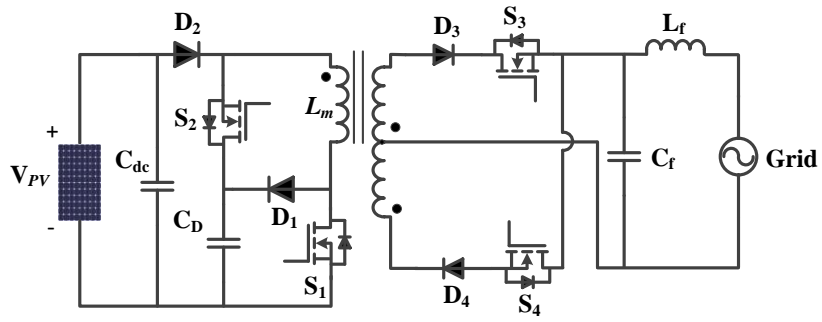 D2
S3
Lf
D3
S2
Lm
+
VPV
-
Cdc
CD
D1
S1
Cf
Grid
D4
S4